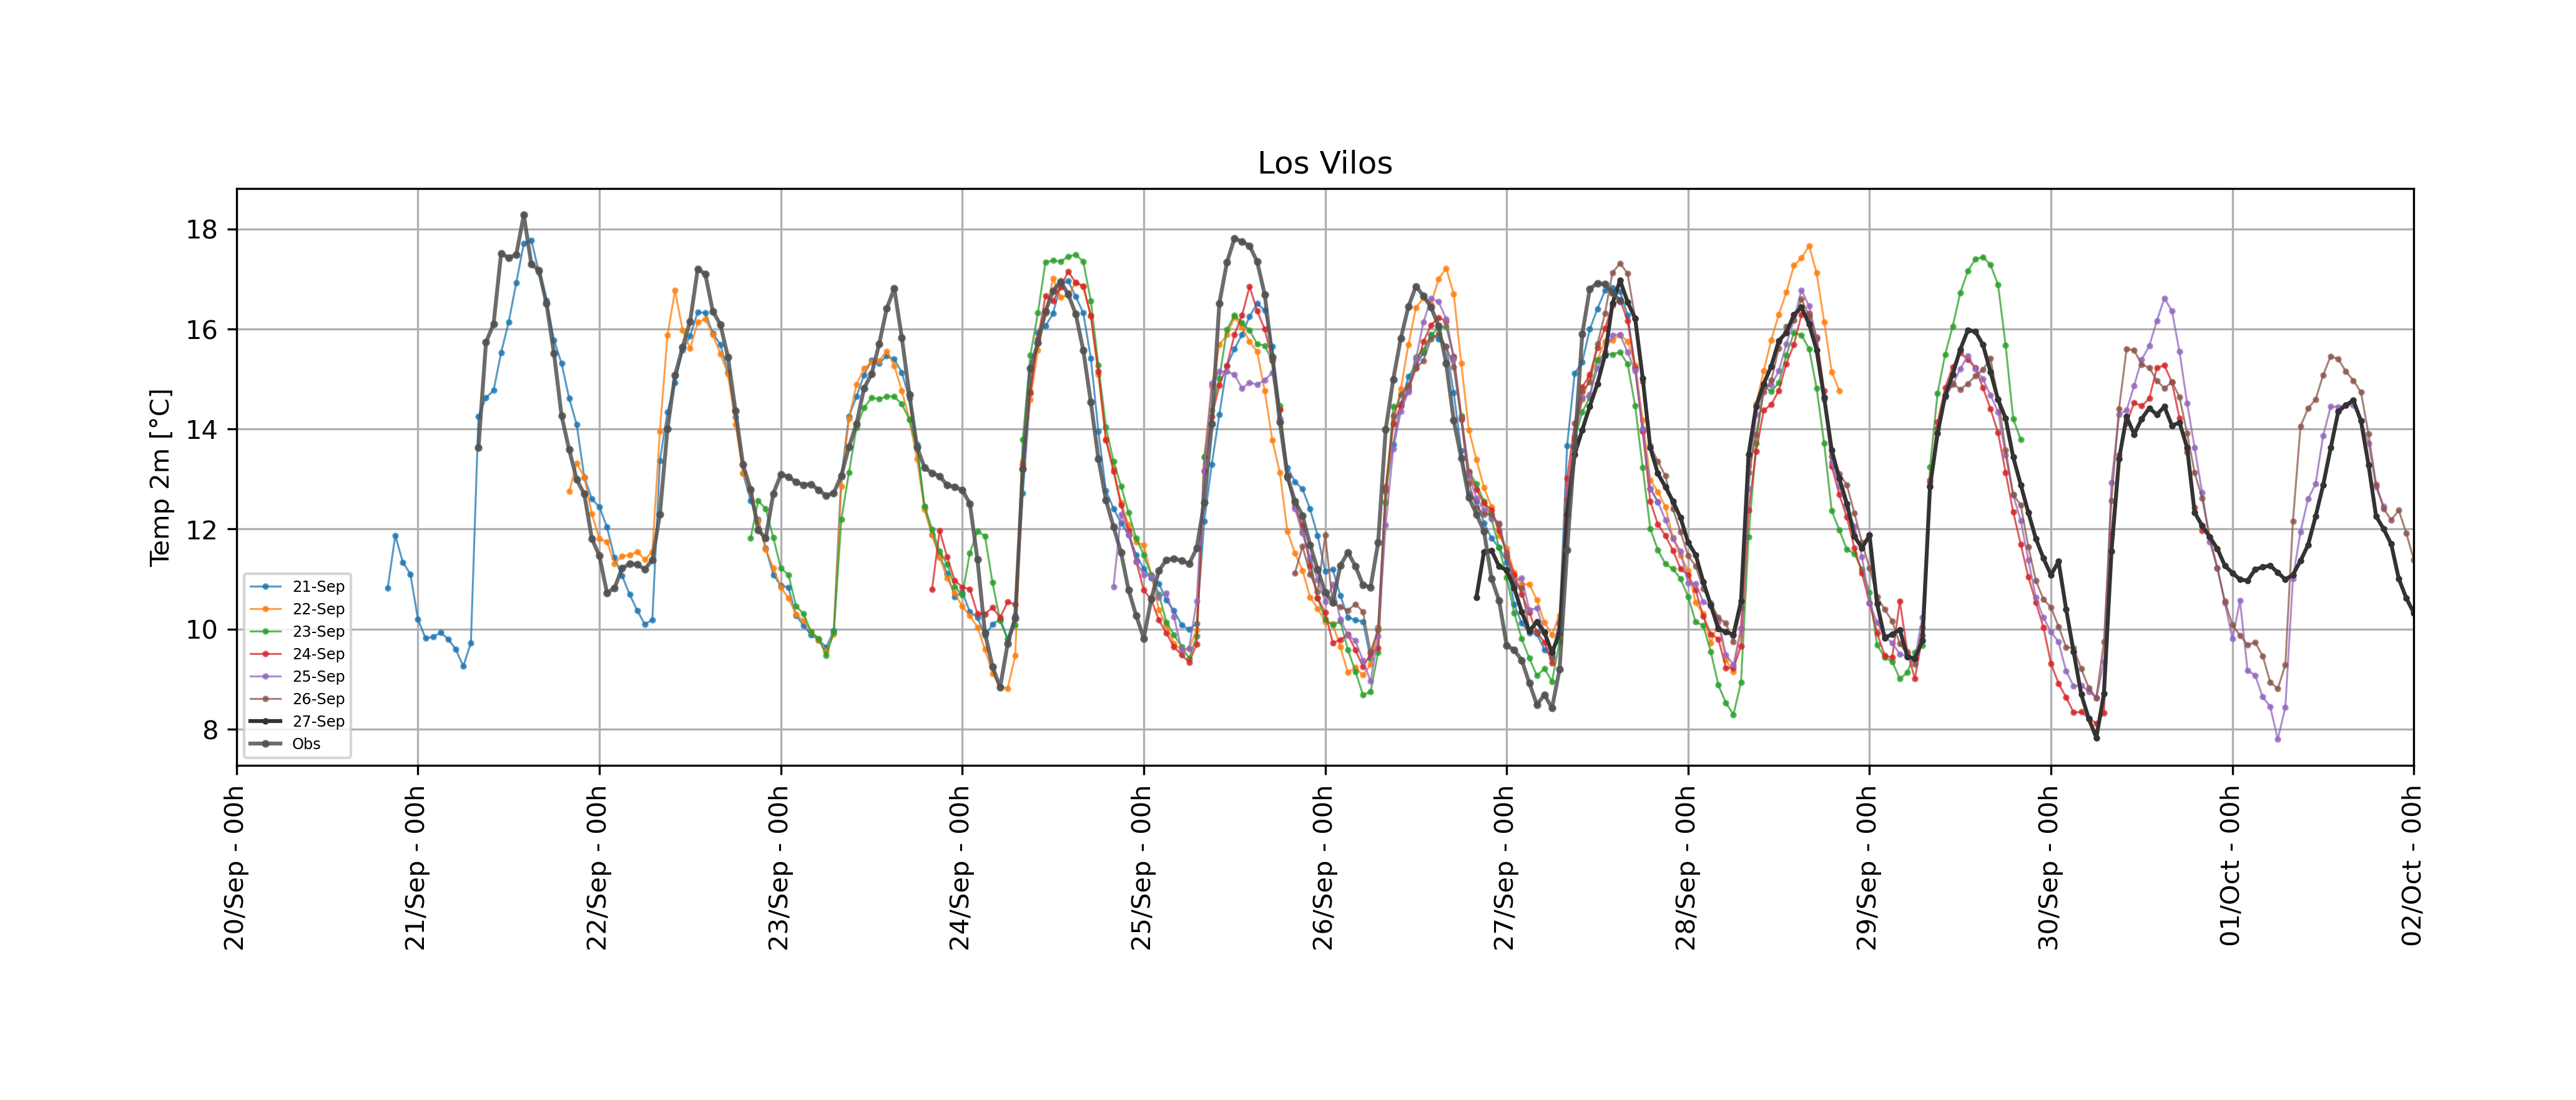 Los Vilos
Temp 2m [°C]
18
16
14
12
10
8
21-Sep
22-Sep
23-Sep
24-Sep
25-Sep
26-Sep
27-Sep
Obs
20/Sep - 00h
21/Sep - 00h
22/Sep - 00h
23/Sep - 00h
24/Sep - 00h
25/Sep - 00h
26/Sep - 00h
27/Sep - 00h
28/Sep - 00h
29/Sep - 00h
30/Sep - 00h
01/Oct - 00h
02/Oct - 00h